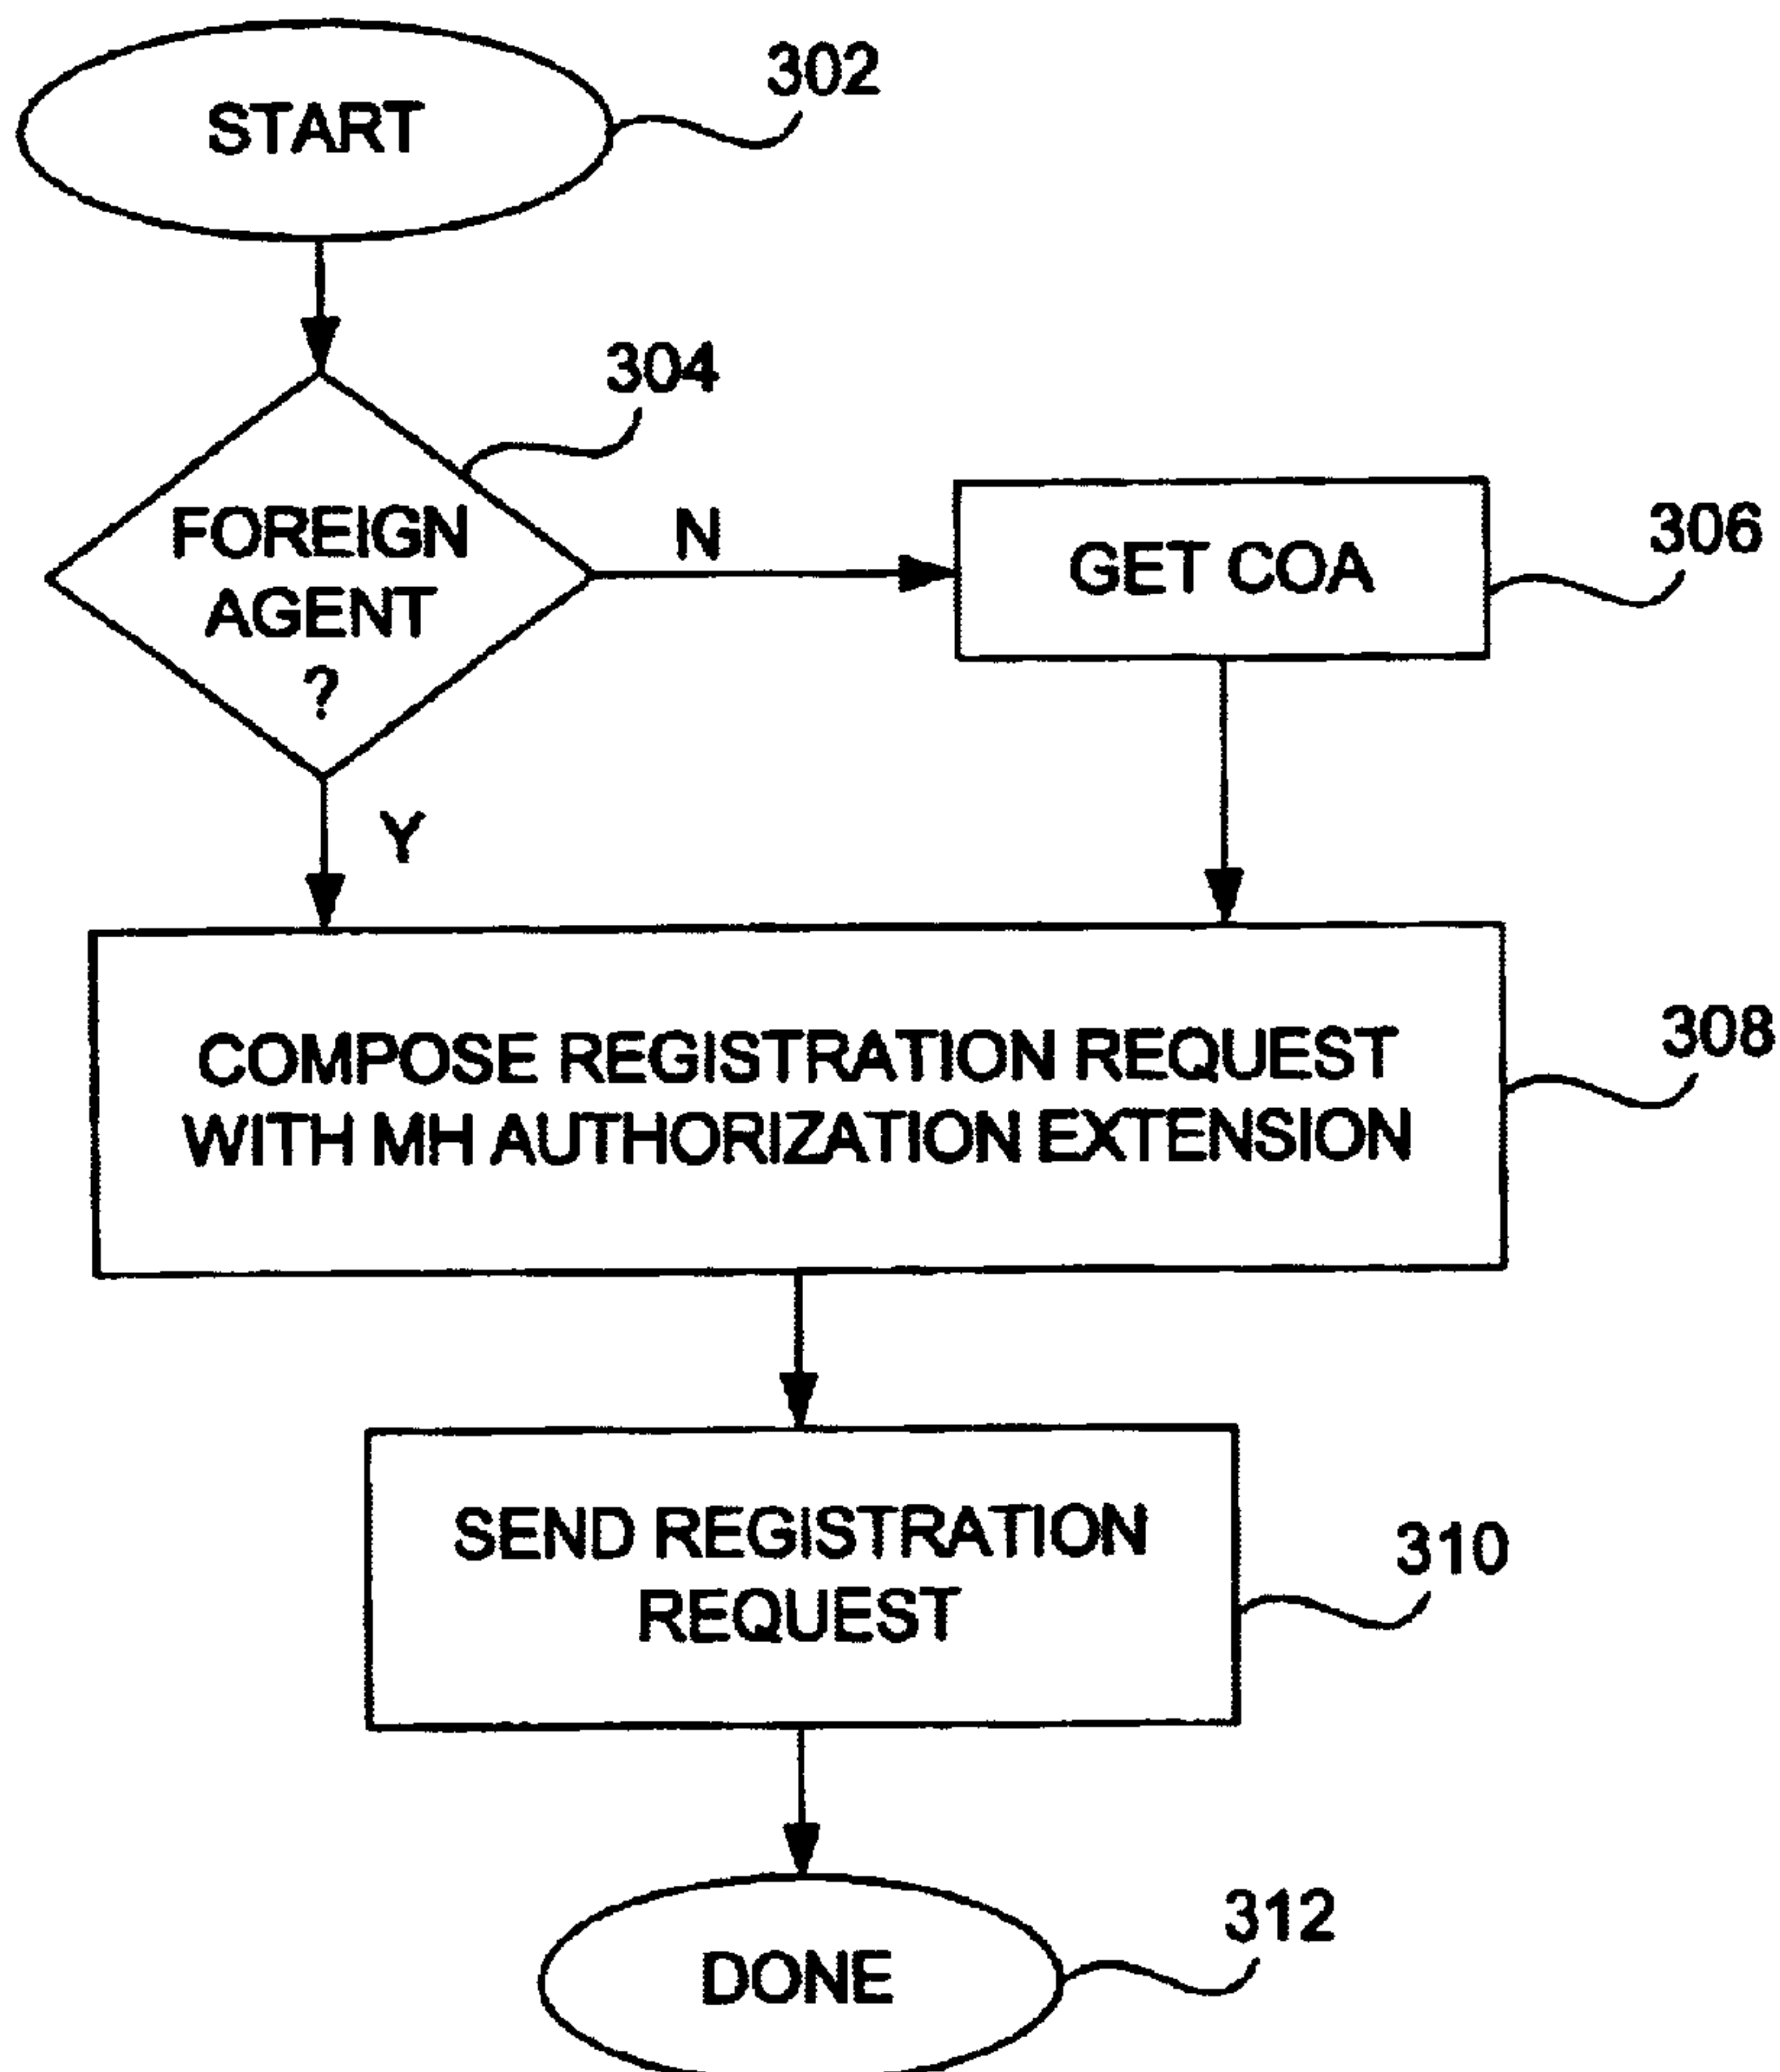 START
302
304
FOREIGN
AGENT
?
N
GET COA
306
Y
COMPOSE REGISTRATION REQUEST
WITH MH AUTHORIZATION EXTENSION
308
SEND REGISTRATION
REQUEST
310
DONE
312